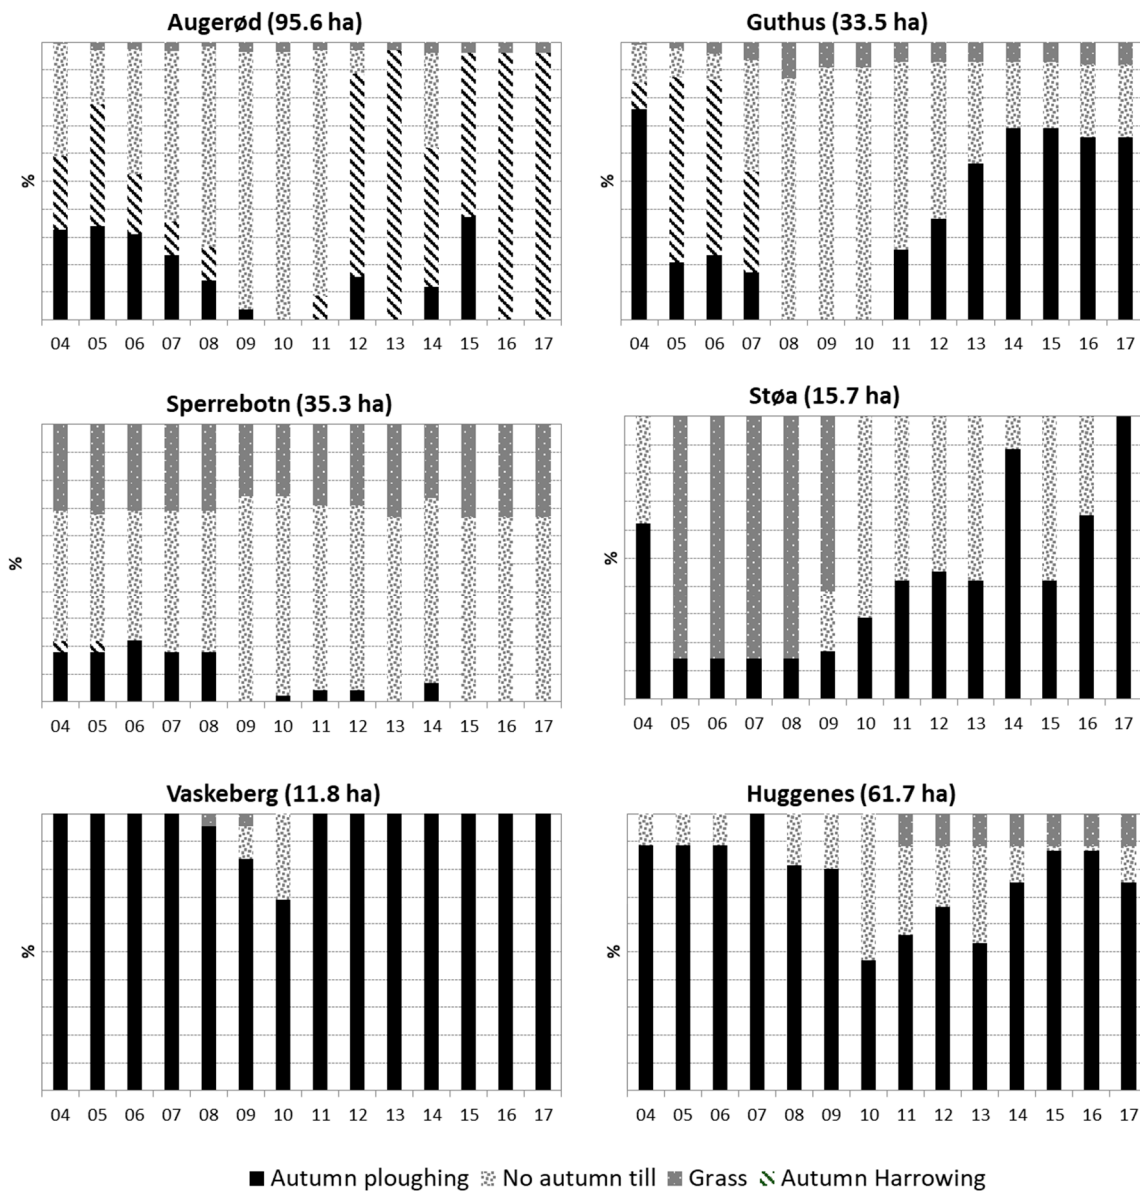 Augerød (95.6 ha)
%
04 05 06 07 08 09 10 11 12 13 14 15 16 17
Guthus (33.5 ha)
%
04 05 06 07 08 09 10 11 12 13 14 15 16 17
Sperrebotn (35.3 ha)
%
04 05 06 07 08 09 10 11 12 13 14 15 16 17
Støa (15.7 ha)
%
04 05 06 07 08 09 10 11 12 13 14 15 16 17
Vaskeberg (11.8 ha)
%
04 05 06 07 08 09 10 11 12 13 14 15 16 17
Huggenes (61.7 ha)
%
04 05 06 07 08 09 10 11 12 13 14 15 16 17
Autumn ploughing No autumn till Grass Autumn Harrowing